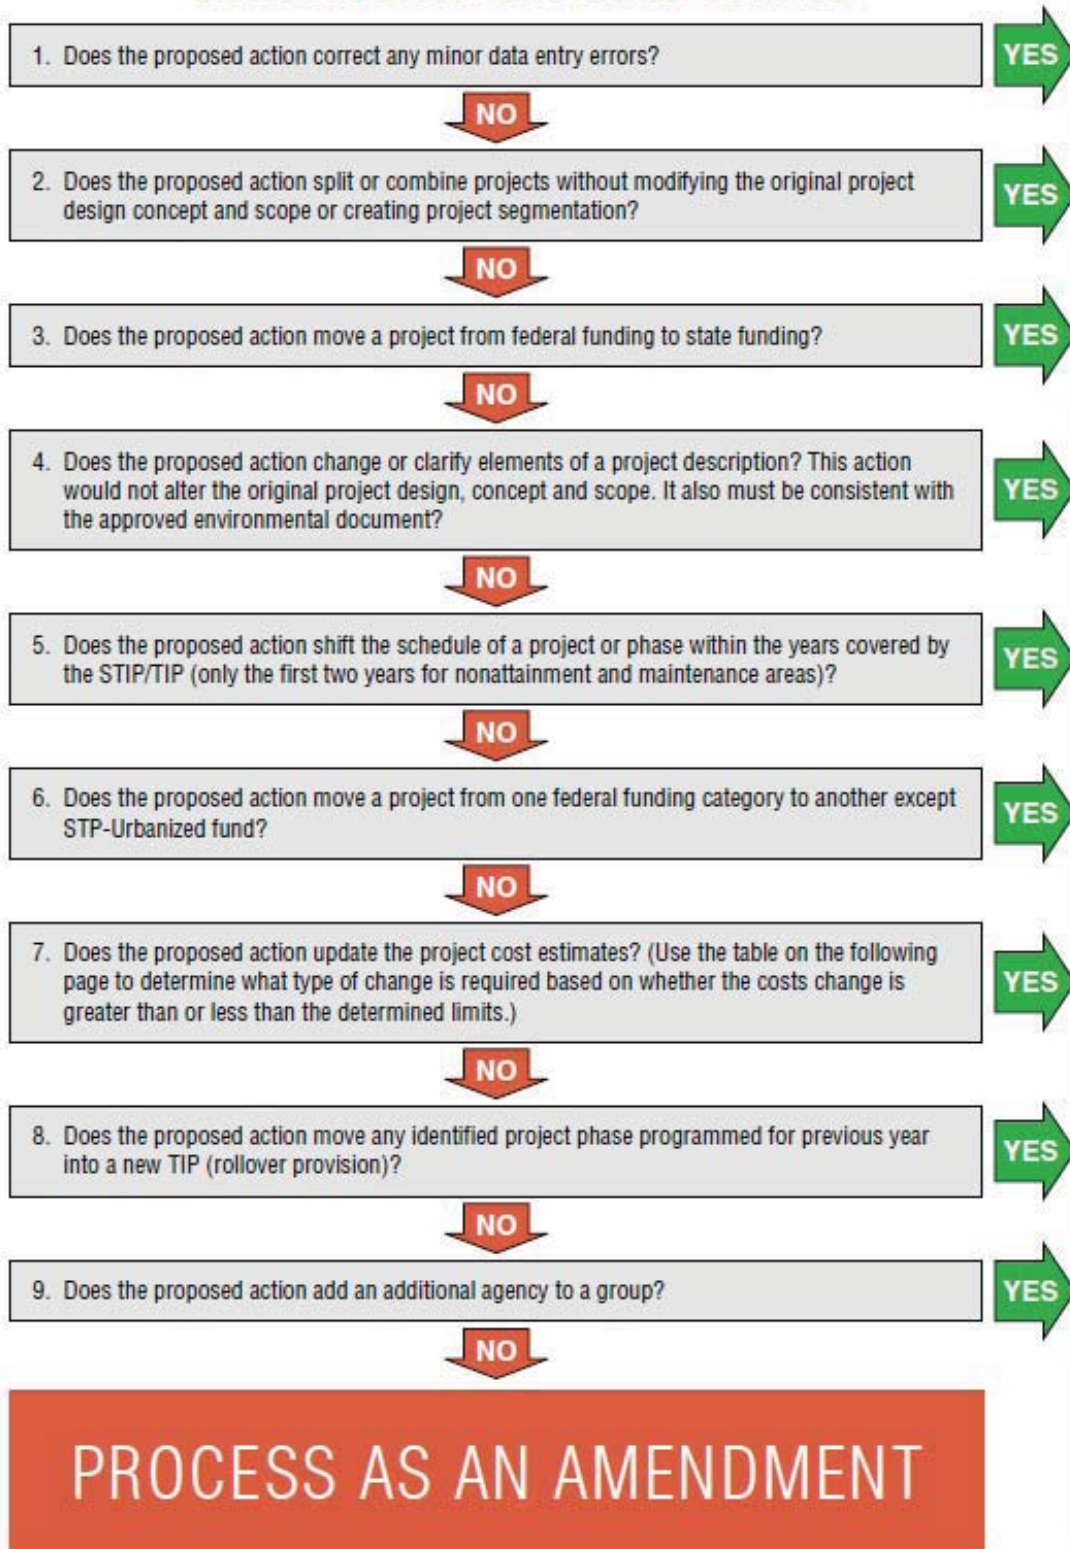 1. Does the proposed action correct any minor data entry errors?
YES
NO
2. Does the proposed action split or combine projects without modifying the original project
design concept and scope or creating project segmentation?
YES
NO
3. Does the proposed action move a project from federal funding to state funding?
YES
NO
4. Does the proposed action change or clarify elements of a project description? This action
would not alter the original project design, concept and scope. It also must be consistent with
the approved environmental document?
YES
NO
5. Does the proposed action shift the schedule of a project or phase within the years covered by
the STIP/TIP (only the first two years for nonattainment and maintenance areas)?
YES
NO
6. Does the proposed action move a project from one federal funding category to another except
STP-Urbanized fund?
YES
NO
7. Does the proposed action update the project cost estimates? (Use the table on the following
page to determine what type of change is required based on whether the costs change is
greater than or less than the determined limits.)
YES
NO
8. Does the proposed action move any identified project phase programmed for previous year
into a new TIP (rollover provision)?
YES
NO
9. Does the proposed action add an additional agency to a group?
YES
NO
PROCESS AS AN AMENDMENT